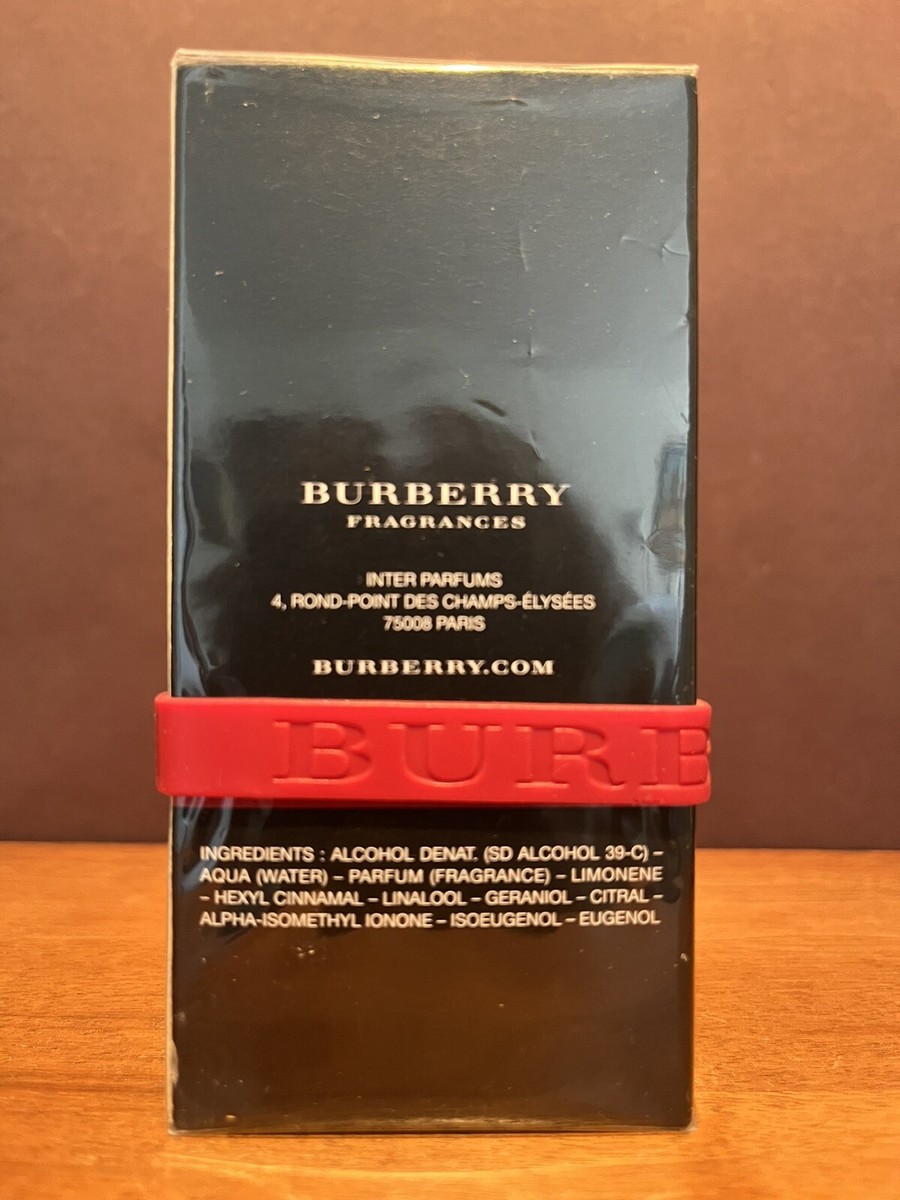 BURBERRY
FRAGRANCES
INTER PARFUMS
4, ROND-POINT DES CHAMPS-ÉLYSÉES
75008 PARIS
BURBERRY.COM
BURB
INGREDIENTS : ALCOHOL DENAT. (SD ALCOHOL 39-C) –
AQUA (WATER) – PARFUM (FRAGRANCE) – LIMONENE
– HEXYL CINNAMAL – LINALOOL – GERANIOL – CITRAL –
ALPHA-ISOMETHYL IONONE – ISOEUGENOL – EUGENOL